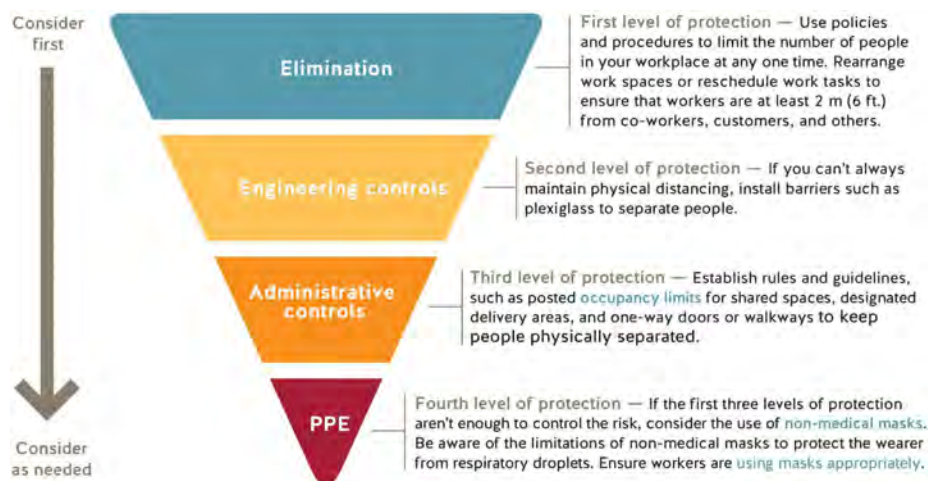 Consider
first
Elimination
First level of protection — Use policies
and procedures to limit the number of people
in your workplace at any one time. Rearrange
work spaces or reschedule work tasks to
ensure that workers are at least 2 m (6 ft.)
from co-workers, customers, and others.
Engineering controls
Second level of protection — If you can't always
maintain physical distancing, install barriers such as
plexiglass to separate people.
Administrative
controls
Third level of protection — Establish rules and guidelines,
such as posted occupancy limits for shared spaces, designated
delivery areas, and one-way doors or walkways to keep
people physically separated.
PPE
Fourth level of protection — If the first three levels of protection
aren't enough to control the risk, consider the use of non-medical masks.
Be aware of the limitations of non-medical masks to protect the wearer
from respiratory droplets. Ensure workers are using masks appropriately.
Consider
as needed